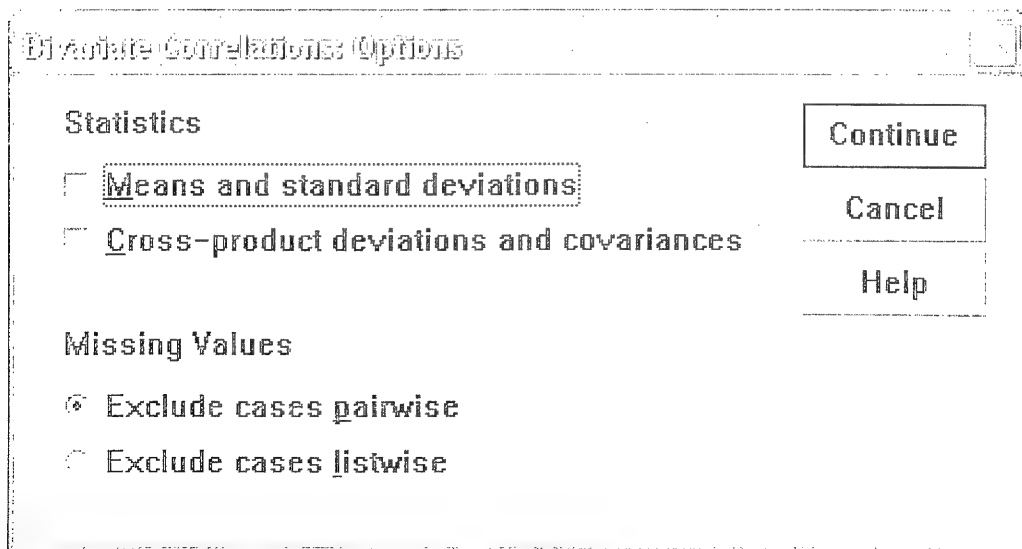 Bivariate Correlations: Options
Statistics
Means and standard deviations
Cross-product deviations and covariances
Continue
Cancel
Help
Missing Values
Exclude cases pairwise
Exclude cases listwise